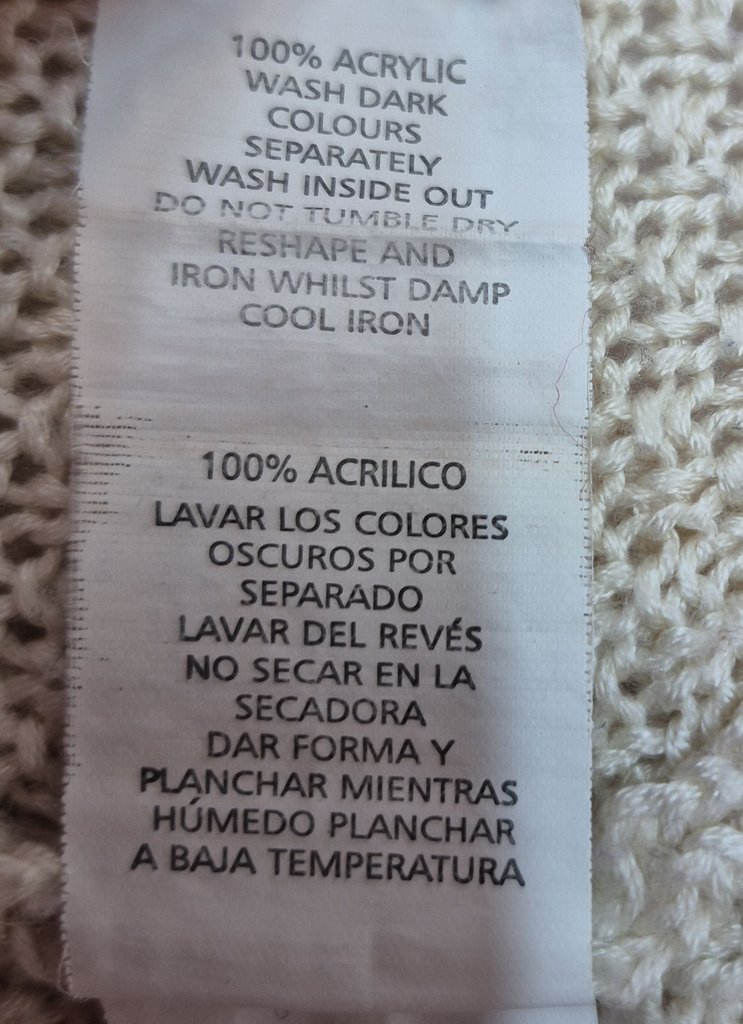 100% ACRYLIC
WASH DARK
COLOURS
SEPARATELY
WASH INSIDE OUT
DO NOT TUMBLE DRY
RESHAPE AND
IRON WHILST DAMP
COOL IRON
100% ACRILICO
LAVAR LOS COLORES
OSCUROS POR
SEPARADO
LAVAR DEL REVÉS
NO SECAR EN LA
SECADORA
DAR FORMA Y
PLANCHAR MIENTRAS
HÚMEDO PLANCHAR
A BAJA TEMPERATURA